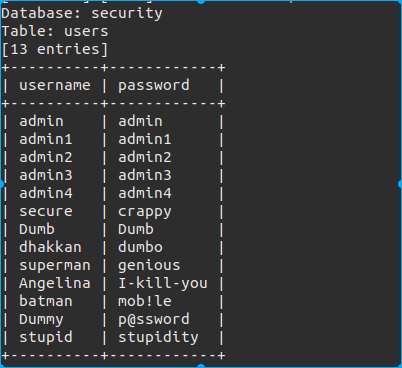 Database: security
Table: users
[13 entries]
+----------+------------+
| username | password   |
+----------+------------+
| admin    | admin      |
| admin1   | admin1     |
| admin2   | admin2     |
| admin3   | admin3     |
| admin4   | admin4     |
| secure   | crappy     |
| Dumb     | Dumb       |
| dhakkan  | dumbo      |
| superman | genious    |
| Angelina | I-kill-you |
| batman   | mob!le     |
| Dummy    | p@ssword   |
| stupid   | stupidity  |
+----------+------------+